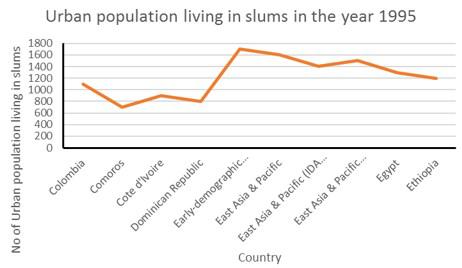 Urban population living in slums in the year 1995
No of Urban population living in slums
1800
1600
1400
1200
1000
800
600
400
200
0
Colombia
Comoros
Cote d'Ivoire
Dominican Republic
Early-demographic...
East Asia & Pacific
East Asia & Pacific (IDA...
East Asia & Pacific...
Egypt
Ethiopia
Country